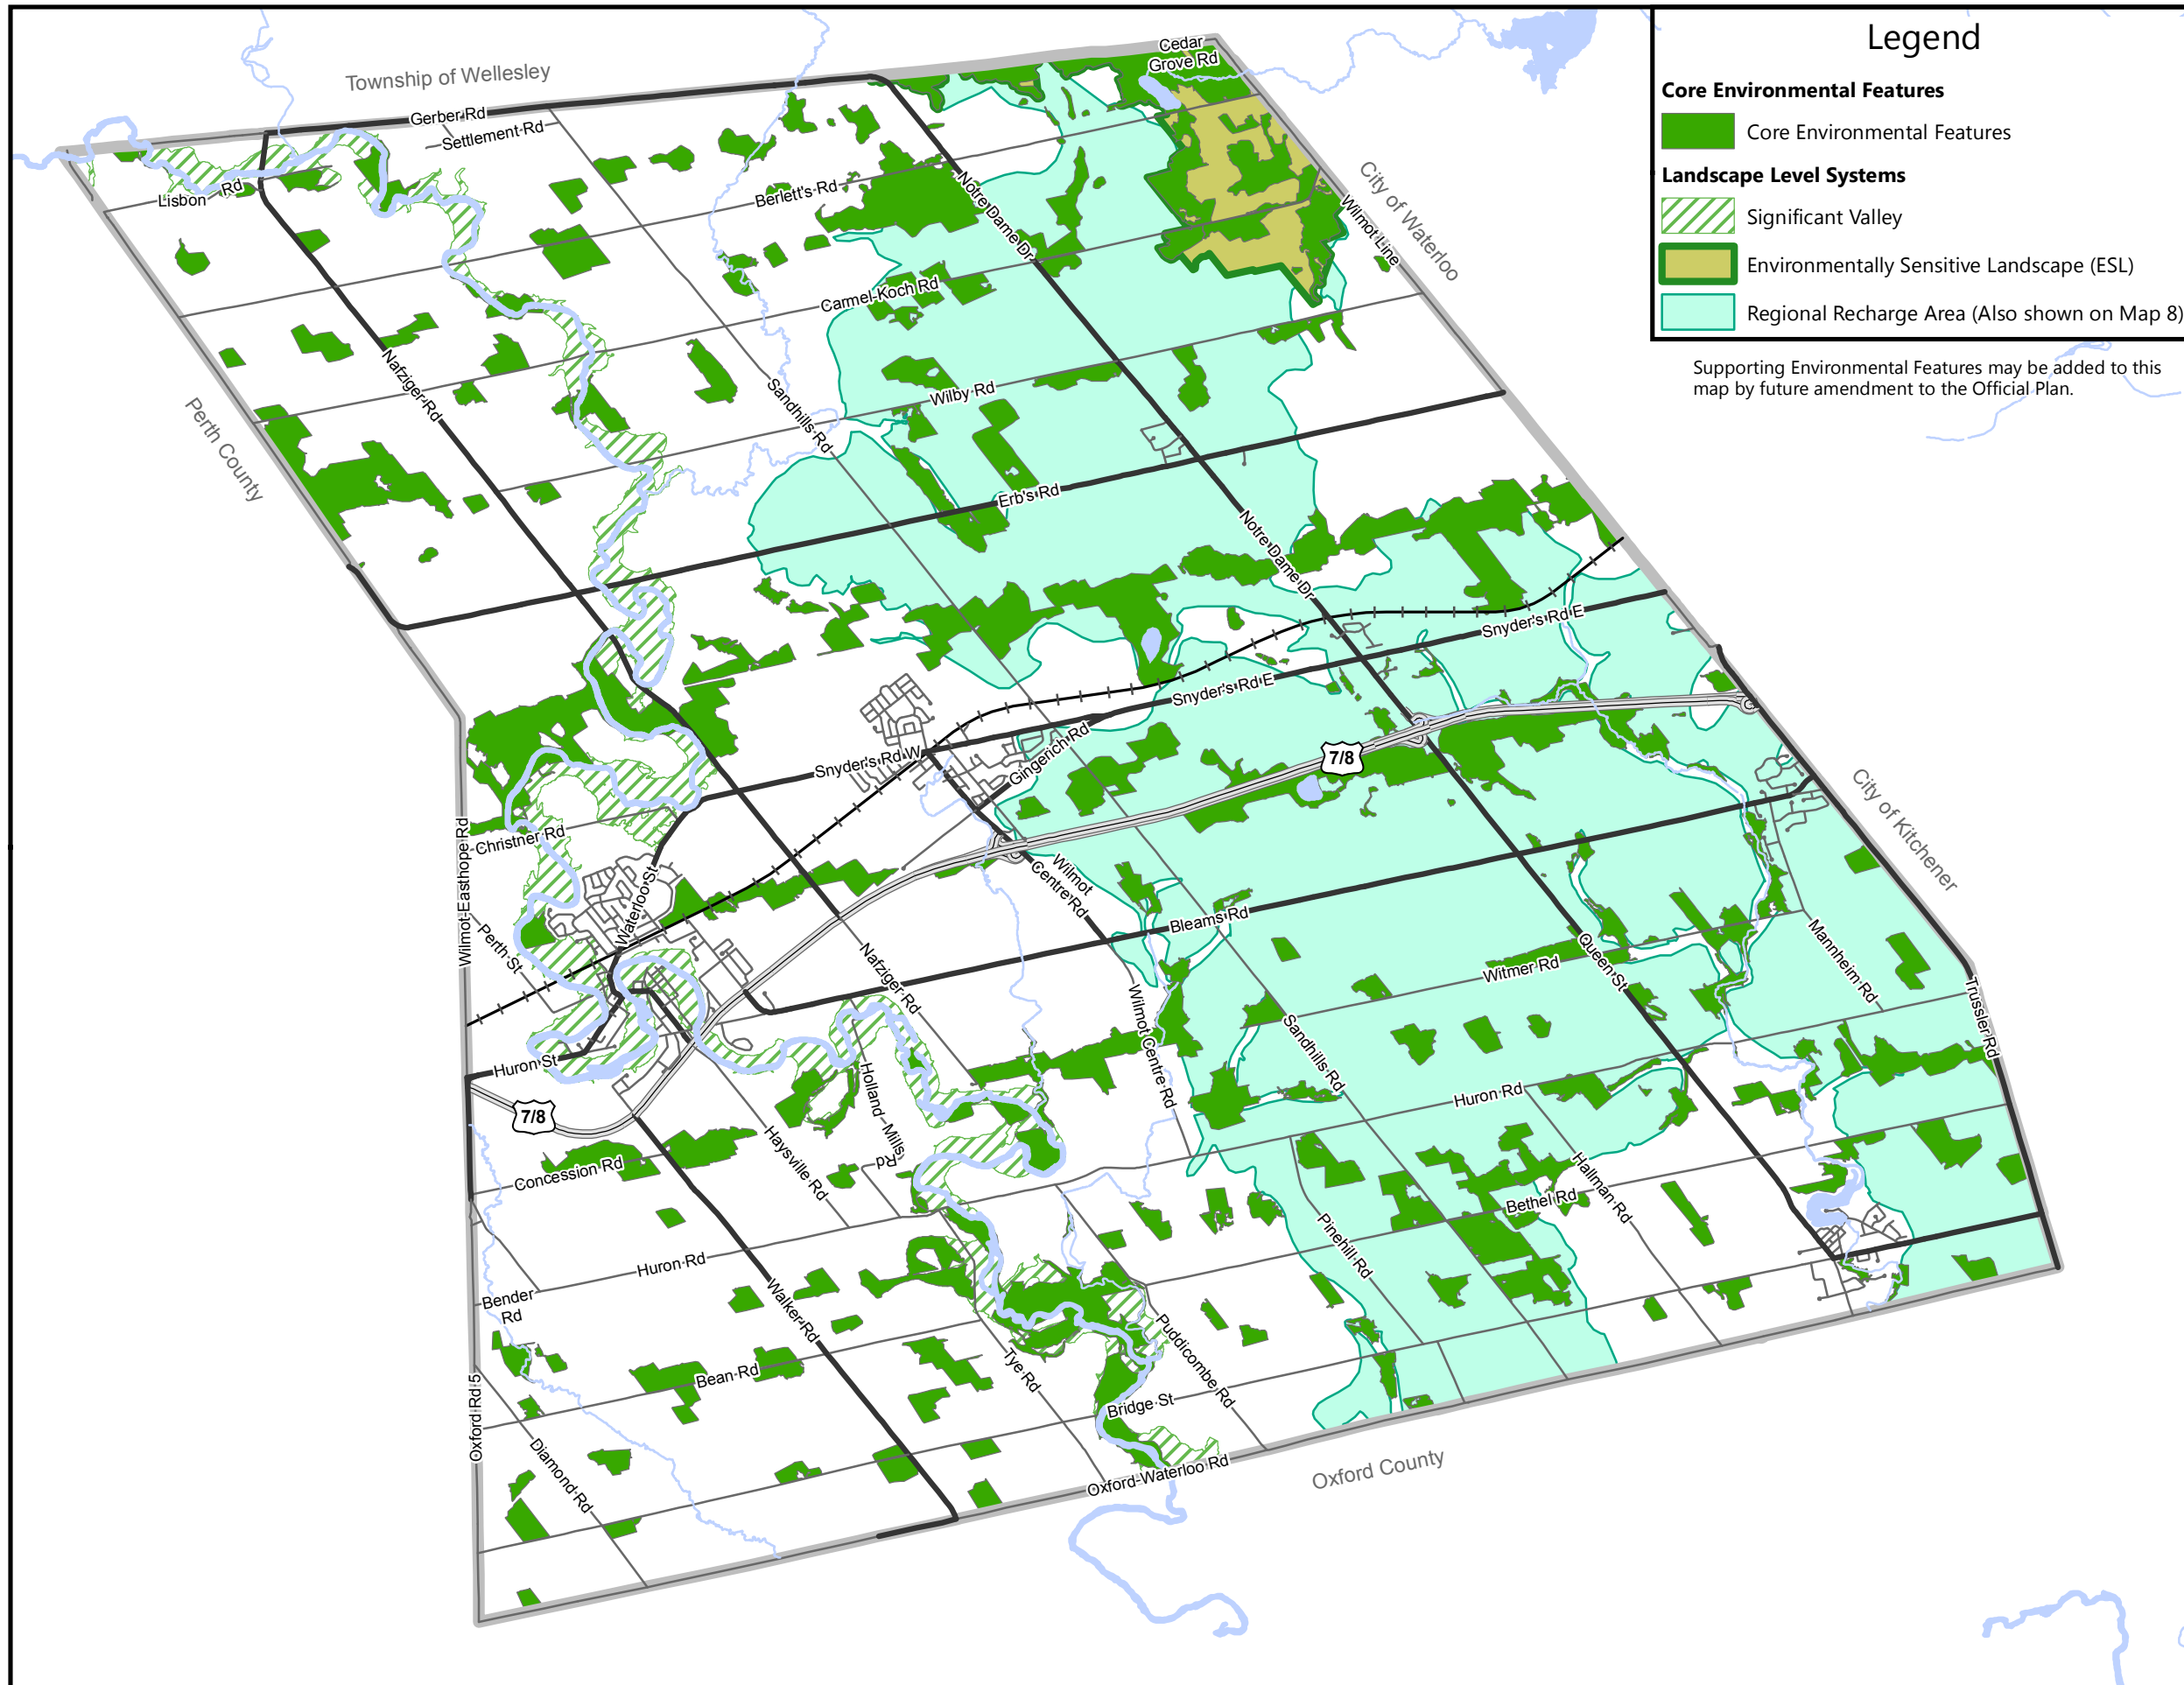 Legend
Core Environmental Features
Core Environmental Features
Landscape Level Systems
Significant Valley
Environmentally Sensitive Landscape (ESL)
Regional Recharge Area (Also shown on Map 8)
Supporting Environmental Features may be added to this
map by future amendment to the Official Plan.
Cedar
Grove Rd
Township of Wellesley
Gerber Rd
Settlement Rd
Lisbon Rd
Berlett's Rd
Notre Dame Dr
City of Waterloo
Wilmot Line
Carmel-Koch Rd
Nafziger Rd
Sandhills Rd
Wilby Rd
Perth County
Erb's Rd
Notre Dame Dr
Snyder's Rd E
Snyder's Rd E
Gingerich Rd
Snyder's Rd W
7/8
City of Kitchener
Christner Rd
Wilmot-Easthope Rd
Waterloo St
Perth St
Wilmot
Centre Rd
Bleams Rd
Nafziger Rd
Witmer Rd
Queen St
Mannheim Rd
Trussler Rd
Wilmot Centre Rd
Sandhills Rd
Huron St
7/8
Holland Mills
Rd
Huron Rd
Haysville Rd
Concession Rd
Hallman Rd
Bethel Rd
Pinehill Rd
Huron Rd
Bender
Rd
Walker Rd
Puddicombe Rd
Tye Rd
Bean Rd
Bridge St
Oxford Rd 5
Diamond Rd
Oxford-Waterloo Rd
Oxford County